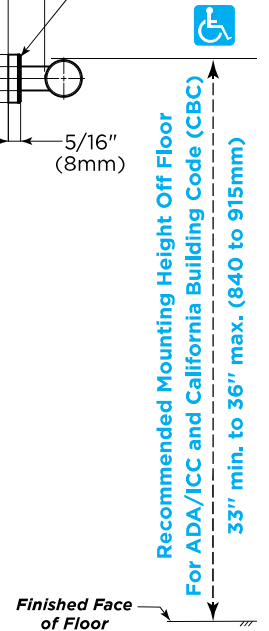 5/16"
(8mm)
Recommended Mounting Height Off Floor
For ADA/ICC and California Building Code (CBC)
33" min. to 36" max. (840 to 915mm)
Finished Face
of Floor